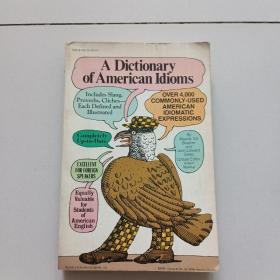 A Dictionary
of American Idioms
Includes Slang,
Proverbs, Cliches—
Each Defined and
Illustrated
OVER 4,000
COMMONLY-USED
AMERICAN
IDIOMATIC
EXPRESSIONS
Completely
Up-to-Date
EXCELLENT
FOR FOREIGN
SPEAKERS
Equally
Valuable for
Students of
American
English